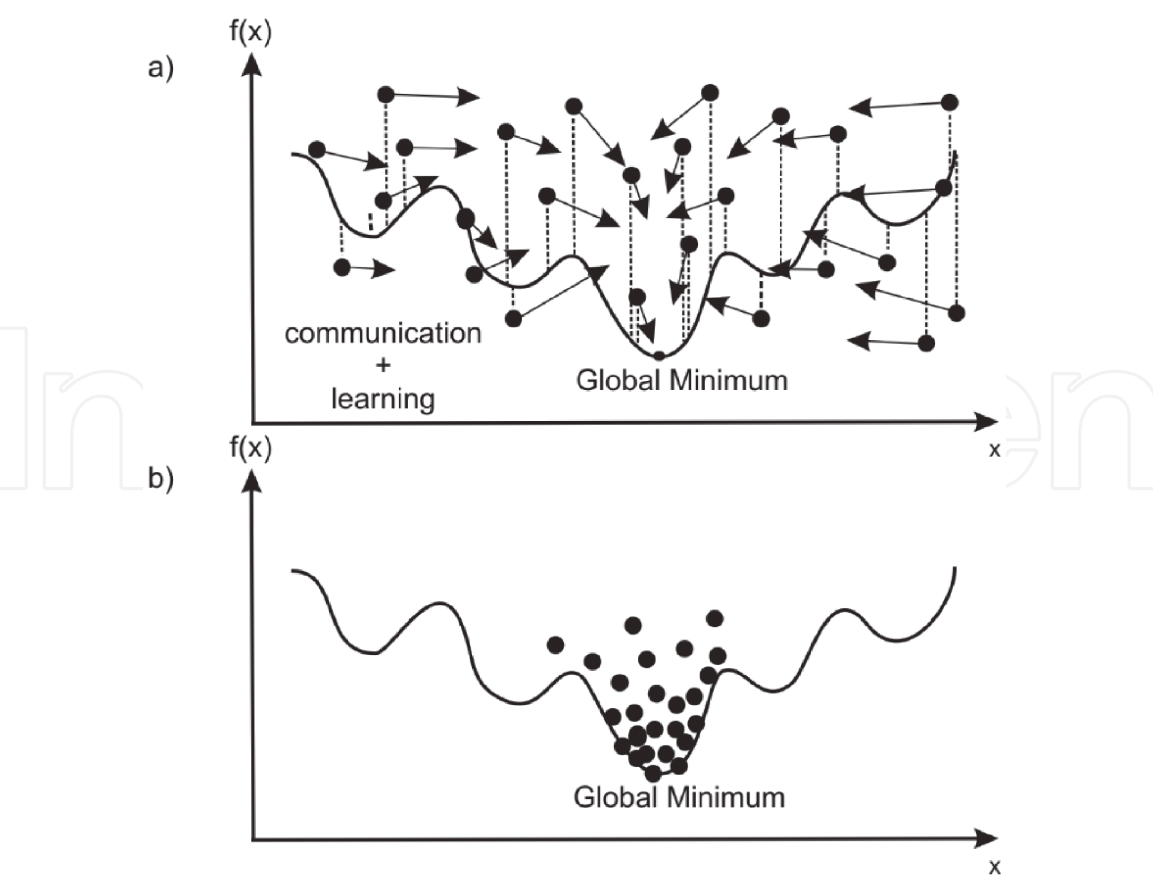 f(x)
a)
communication
+
learning
Global Minimum
x
f(x)
b)
Global Minimum
x